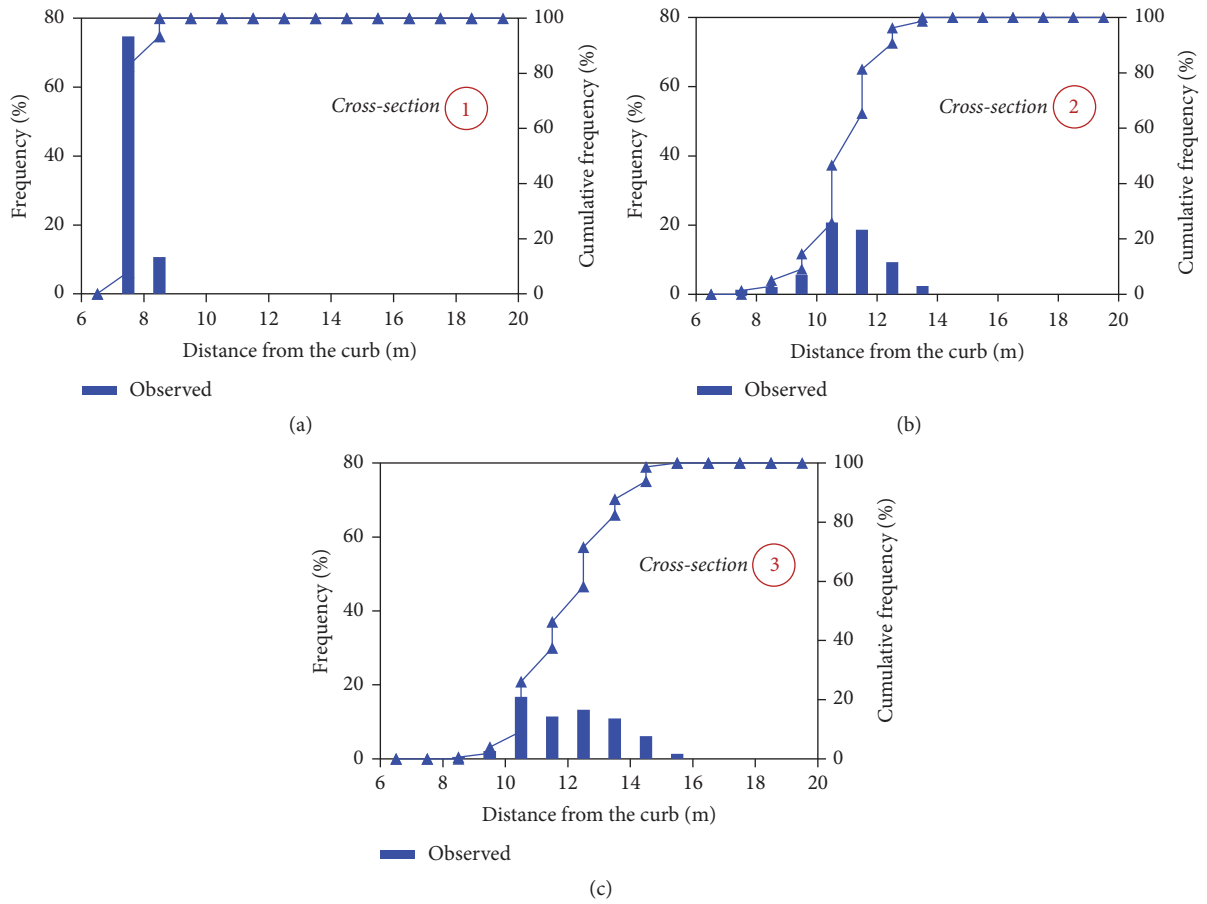 80
60
40
20
0
Frequency (%)
100
80
60
40
20
0
Cumulative frequency (%)
Cross-section 1
6 8 10 12 14 16 18 20
Distance from the curb (m)
Observed
(a)
80
60
40
20
0
Frequency (%)
100
80
60
40
20
0
Cumulative frequency (%)
Cross-section 2
6 8 10 12 14 16 18 20
Distance from the curb (m)
Observed
(b)
80
60
40
20
0
Frequency (%)
100
80
60
40
20
0
Cumulative frequency (%)
Cross-section 3
6 8 10 12 14 16 18 20
Distance from the curb (m)
Observed
(c)